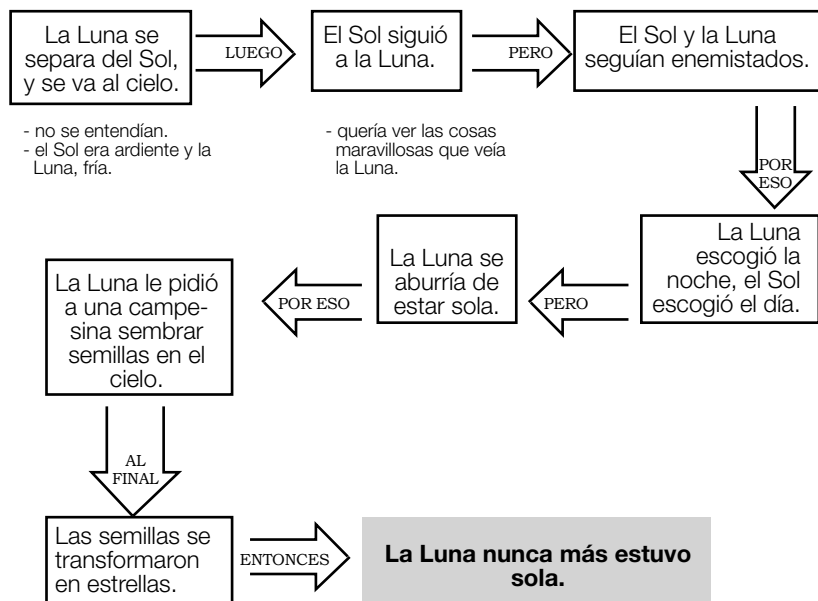 La Luna se
separa del Sol,
y se va al cielo.
LUEGO
El Sol siguió
a la Luna.
PERO
El Sol y la Luna
seguían enemistados.
- no se entendían.
- el Sol era ardiente y la
Luna, fría.
- quería ver las cosas
maravillosas que veía
la Luna.
POR
ESO
La Luna
escogió la
noche, el Sol
escogió el día.
PERO
La Luna se
aburría de
estar sola.
POR ESO
La Luna le pidió
a una campe-
sina sembrar
semillas en el
cielo.
AL
FINAL
Las semillas se
transformaron
en estrellas.
ENTONCES
La Luna nunca más estuvo
sola.